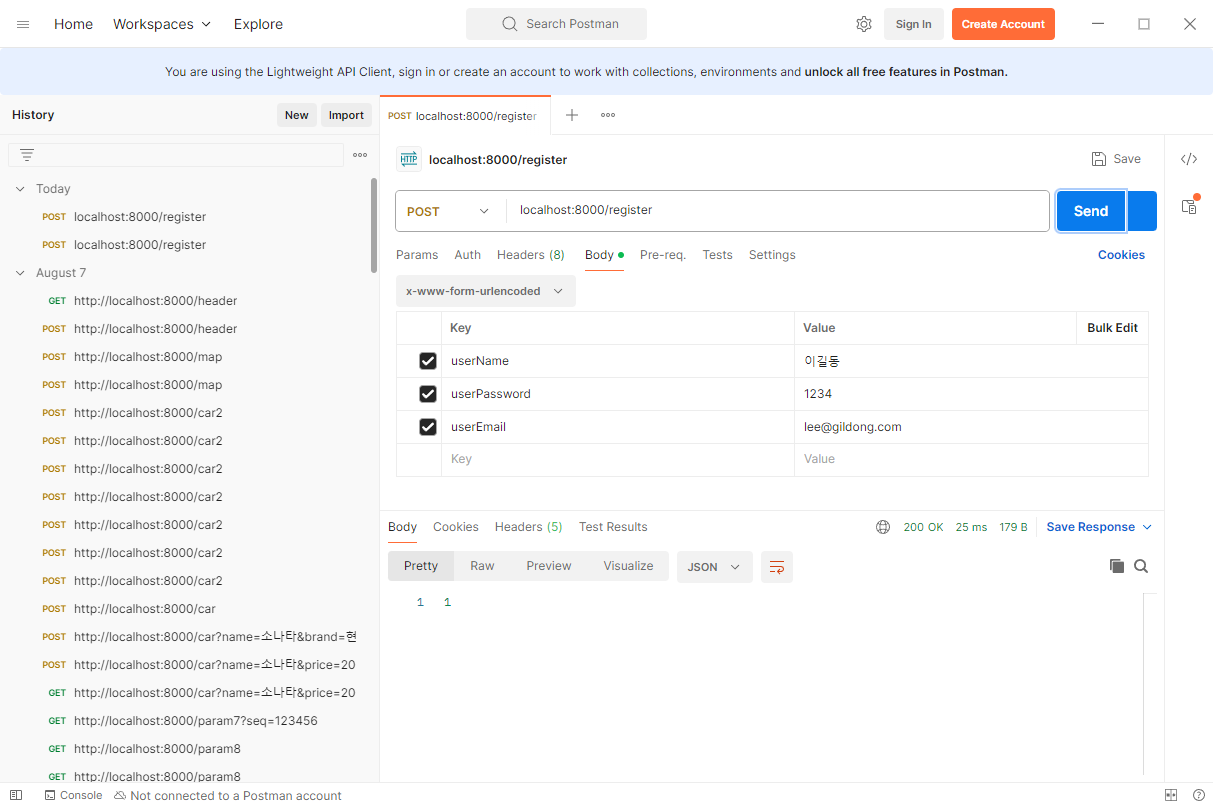 Home Workspaces Explore Search Postman Sign In Create Account
You are using the Lightweight API Client, sign in or create an account to work with collections, environments and unlock all free features in Postman.
History New Import
Today
POST localhost:8000/register
POST localhost:8000/register
August 7
GET http://localhost:8000/header
POST http://localhost:8000/header
POST http://localhost:8000/map
POST http://localhost:8000/map
POST http://localhost:8000/car2
POST http://localhost:8000/car2
POST http://localhost:8000/car2
POST http://localhost:8000/car2
POST http://localhost:8000/car2
POST http://localhost:8000/car2
POST http://localhost:8000/car2
POST http://localhost:8000/car
POST http://localhost:8000/car?name=소나타&brand=현
POST http://localhost:8000/car?name=소나타&price=20
GET http://localhost:8000/car?name=소나타&price=20
GET http://localhost:8000/param7?seq=123456
GET http://localhost:8000/param8
GET http://localhost:8000/param8
POST localhost:8000/register
HTTP localhost:8000/register Save
POST localhost:8000/register Send
Params Auth Headers (8) Body Pre-req. Tests Settings Cookies
x-www-form-urlencoded
Key Value Bulk Edit
userName 이길동
userPassword 1234
userEmail lee@gildong.com
Key Value
Body Cookies Headers (5) Test Results 200 OK 25 ms 179 B Save Response
Pretty Raw Preview Visualize JSON
1 1
Console Not connected to a Postman account